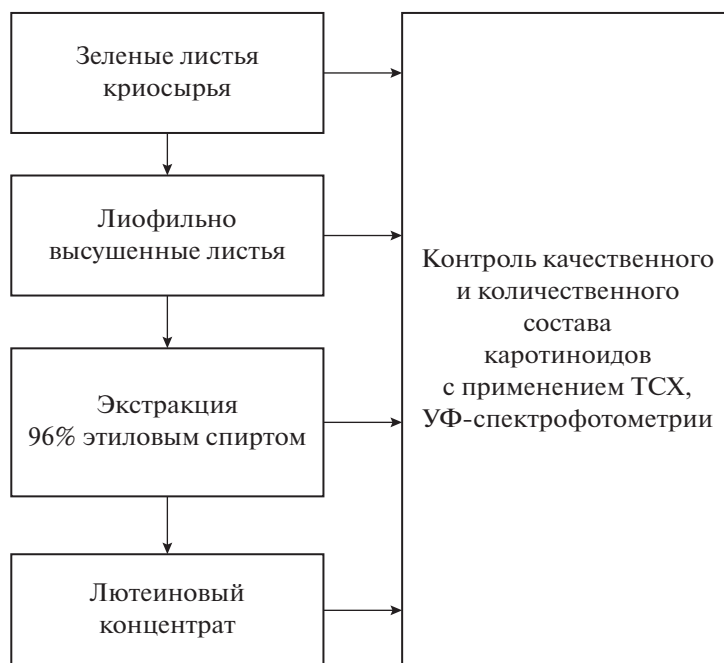 Зеленые листья
криосырья
Лиофильно
высушенные листья
Экстракция
96% этиловым спиртом
Лютеиновый
концентрат
Контроль качественного
и количественного
состава
каротиноидов
с применением ТСХ,
УФ-спектрофотометрии